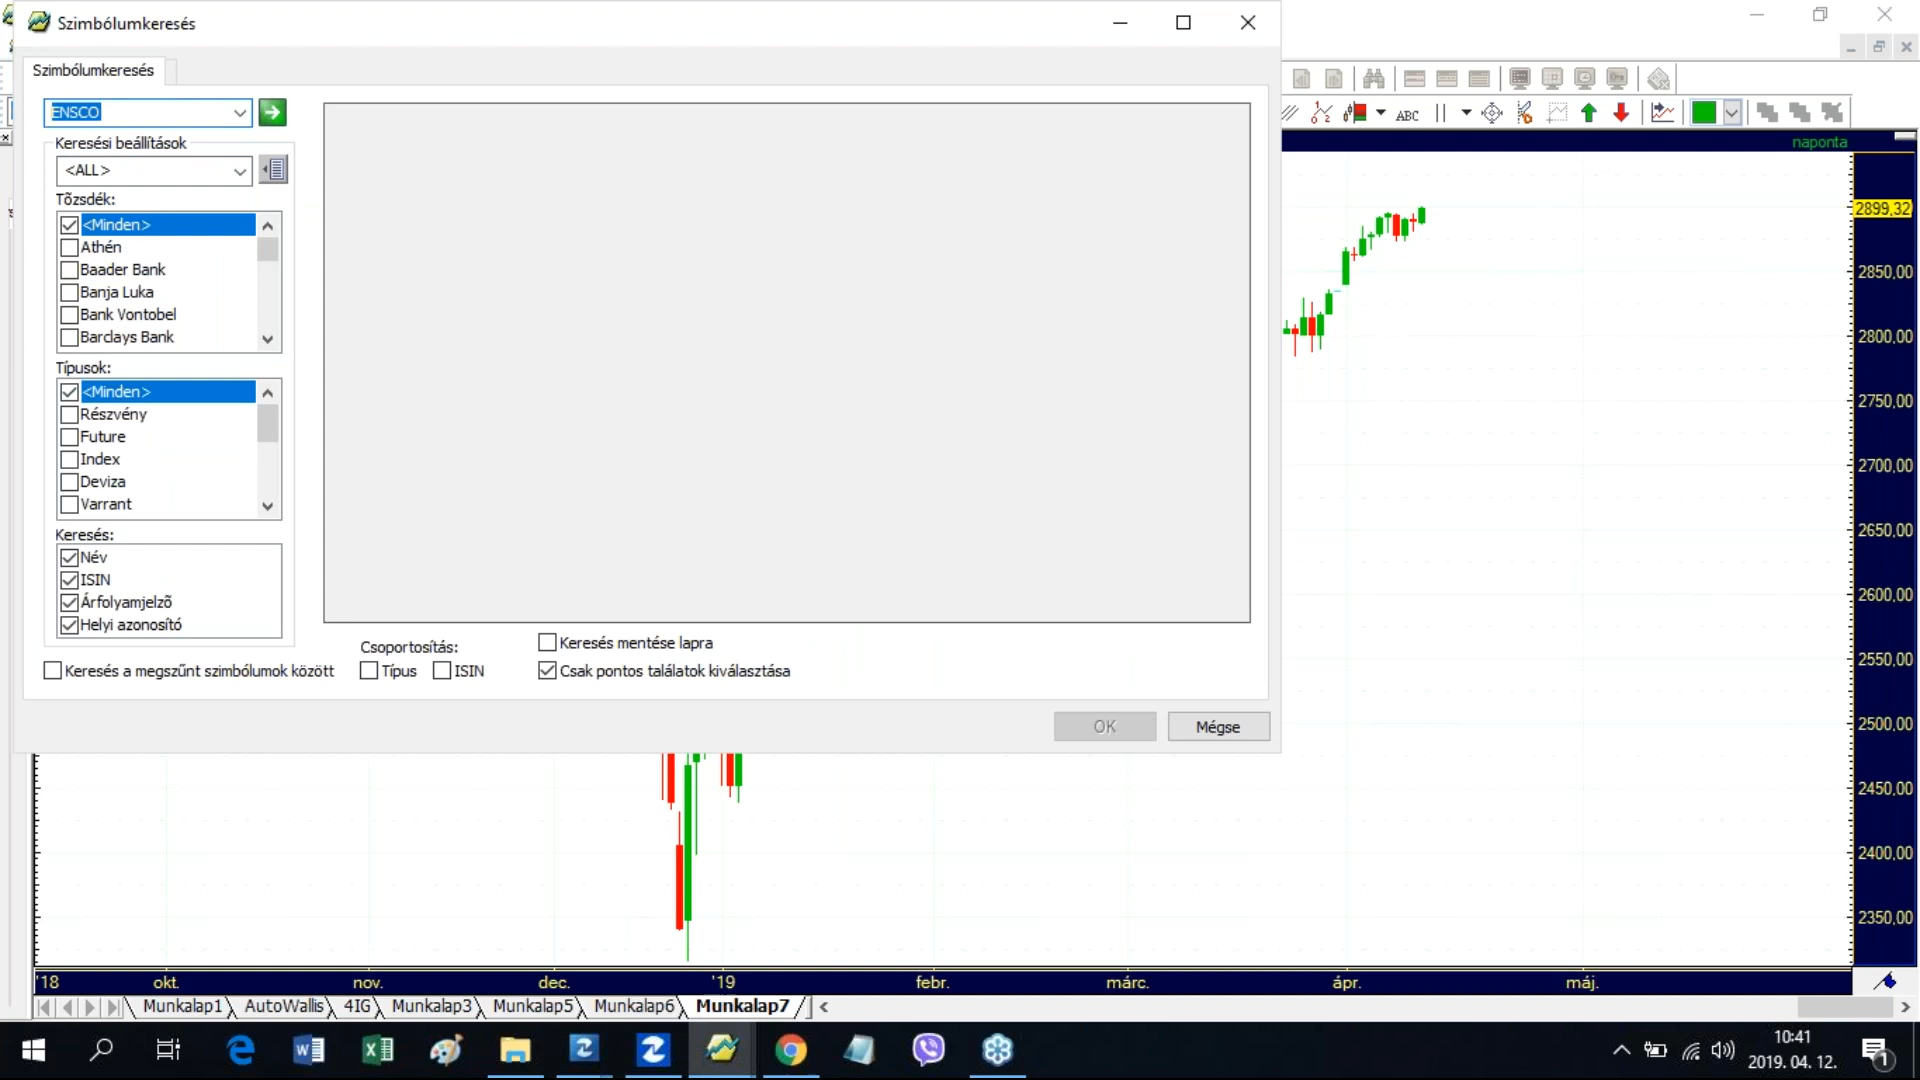 Szimbólumkeresés
Szimbólumkeresés
ENSCO
Keresési beállítások
<ALL>
Tőzsdék:
<Minden>
Athén
Baader Bank
Banja Luka
Bank Vontobel
Barclays Bank
Típusok:
<Minden>
Részvény
Future
Index
Deviza
Varrant
Keresés:
Név
ISIN
Árfolyamjelző
Helyi azonosító
Keresés a megszűnt szimbólumok között
Csoportosítás:
Típus
ISIN
Keresés mentése lapra
Csak pontos találatok kiválasztása
OK
Mégse
ABC
naponta
2899,32
2850,00
2800,00
2750,00
2700,00
2650,00
2600,00
2550,00
2500,00
2450,00
2400,00
2350,00
'18 okt. nov. dec. '19 febr. márc. ápr. máj.
Munkalap1 AutoWallis 4IG Munkalap3 Munkalap5 Munkalap6 Munkalap7
10:41
2019. 04. 12.
1